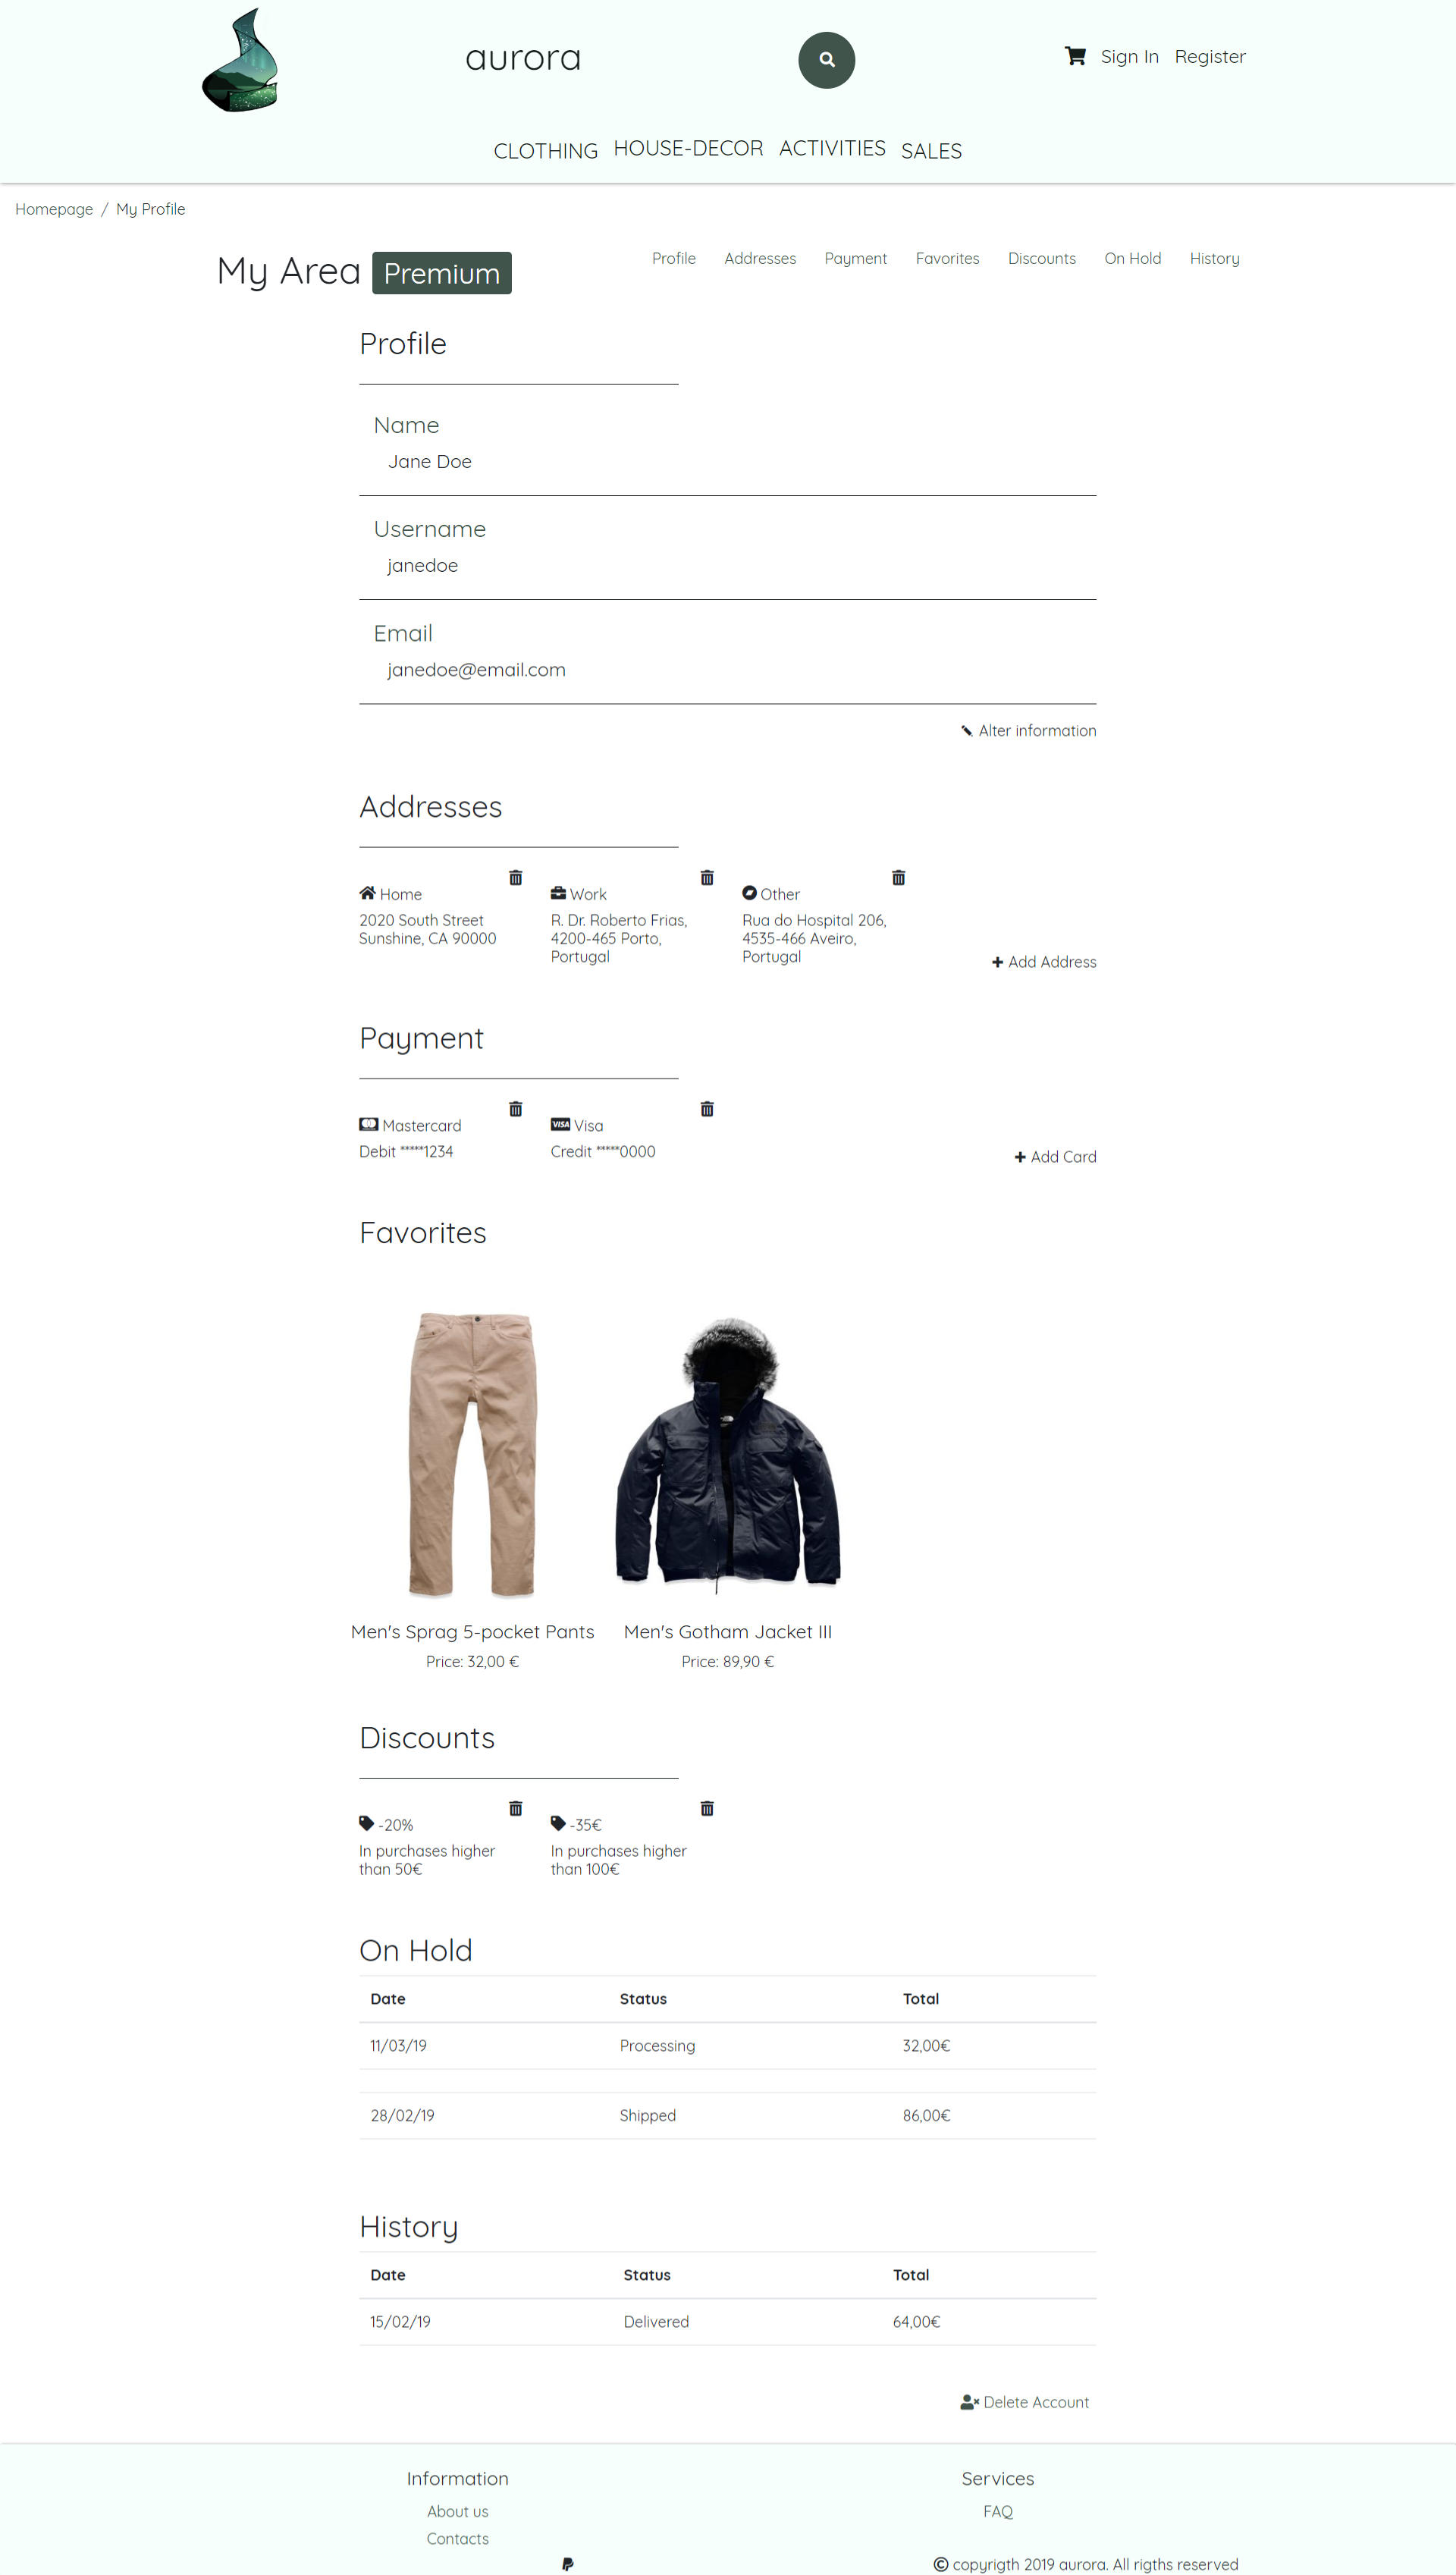 aurora
Sign In Register
CLOTHING HOUSE-DECOR ACTIVITIES SALES
Homepage / My Profile
My Area Premium
Profile Addresses Payment Favorites Discounts On Hold History
Profile
Name
Jane Doe
Username
janedoe
Email
janedoe@email.com
Alter information
Addresses
Home
2020 South Street
Sunshine, CA 90000
Work
R. Dr. Roberto Frias,
4200-465 Porto,
Portugal
Other
Rua do Hospital 206,
4535-466 Aveiro,
Portugal
Add Address
Payment
Mastercard
Debit *****1234
VISA Visa
Credit *****0000
Add Card
Favorites
Men's Sprag 5-pocket Pants
Price: 32,00 €
Men's Gotham Jacket III
Price: 89,90 €
Discounts
-20%
In purchases higher
than 50€
-35€
In purchases higher
than 100€
On Hold
Date Status Total
11/03/19 Processing 32,00€
28/02/19 Shipped 86,00€
History
Date Status Total
15/02/19 Delivered 64,00€
Delete Account
Information
About us
Contacts
Services
FAQ
© copyrigth 2019 aurora. All rigths reserved